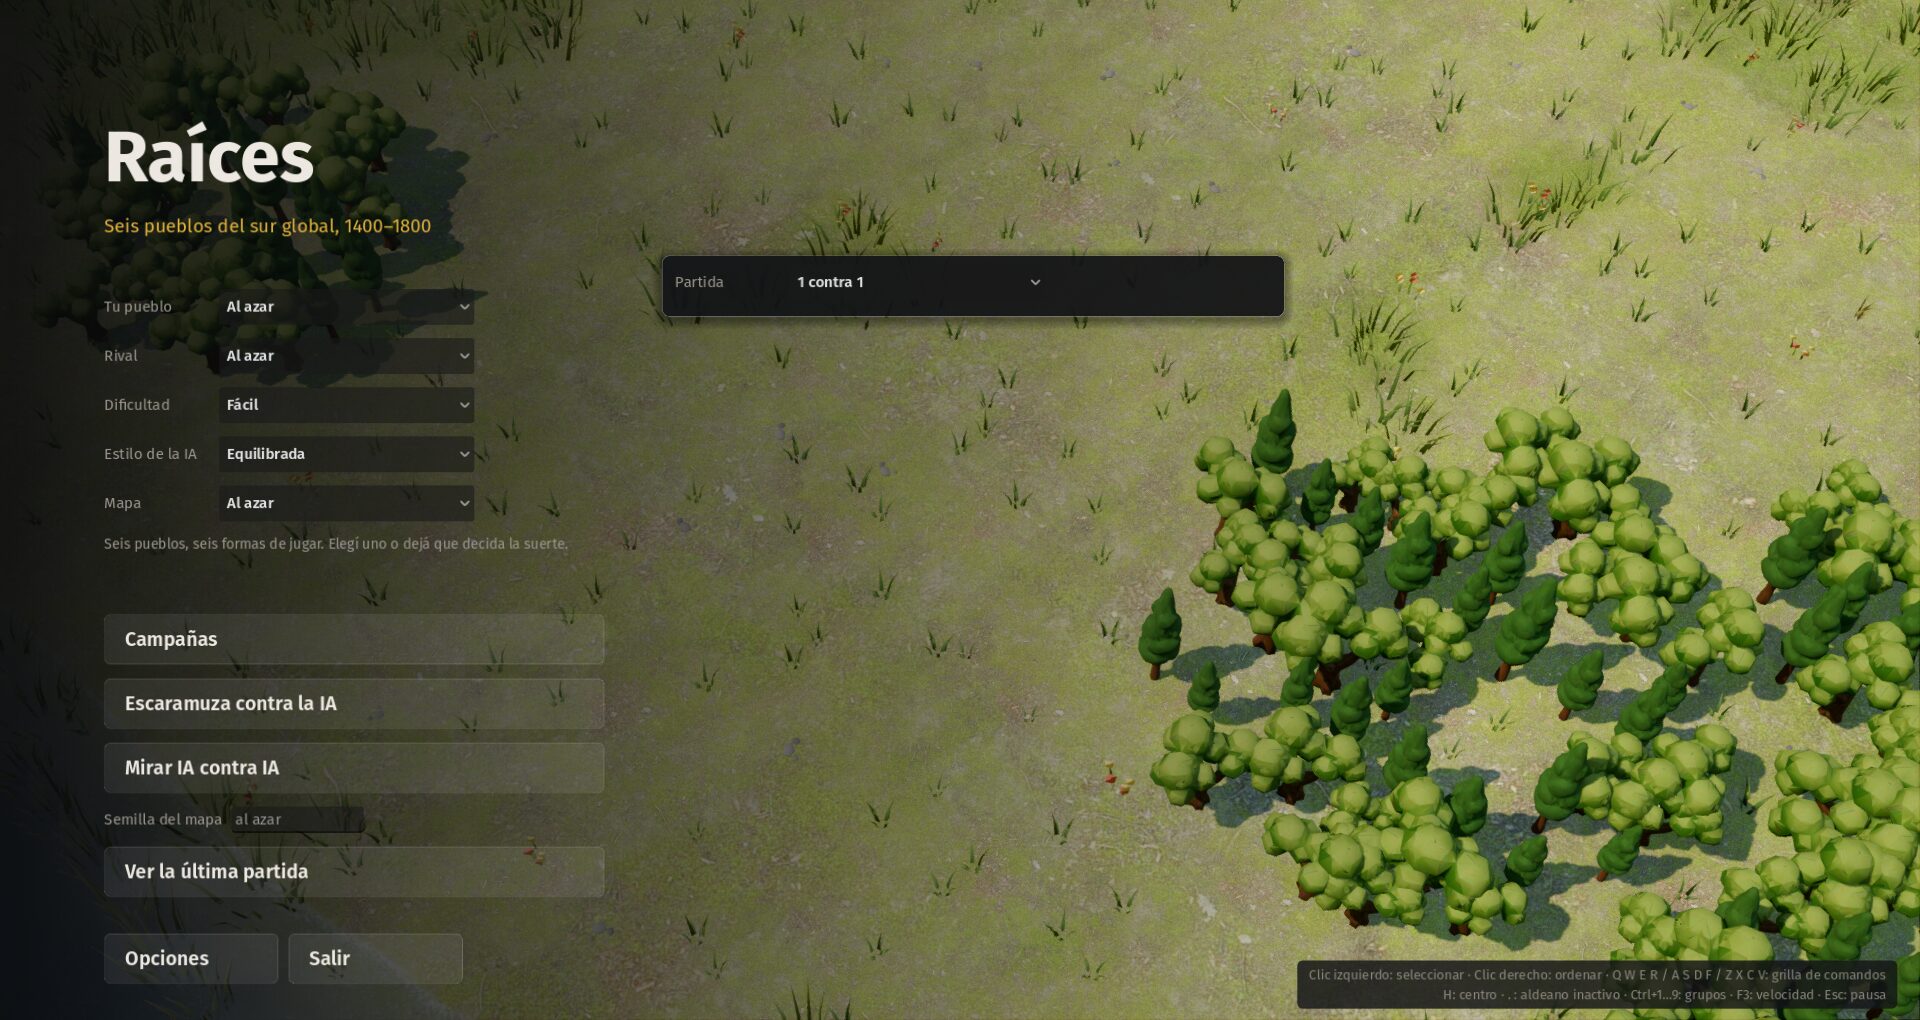 Raíces
Seis pueblos del sur global, 1400–1800
Tu pueblo Al azar
Rival Al azar
Dificultad Fácil
Estilo de la IA Equilibrada
Mapa Al azar
Seis pueblos, seis formas de jugar. Elegí uno o dejá que decida la suerte.
Partida 1 contra 1
Campañas
Escaramuza contra la IA
Mirar IA contra IA
Semilla del mapa al azar
Ver la última partida
Opciones Salir
Clic izquierdo: seleccionar · Clic derecho: ordenar · Q W E R / A S D F / Z X C V: grilla de comandos
H: centro · . : aldeano inactivo · Ctrl+1…9: grupos · F3: velocidad · Esc: pausa